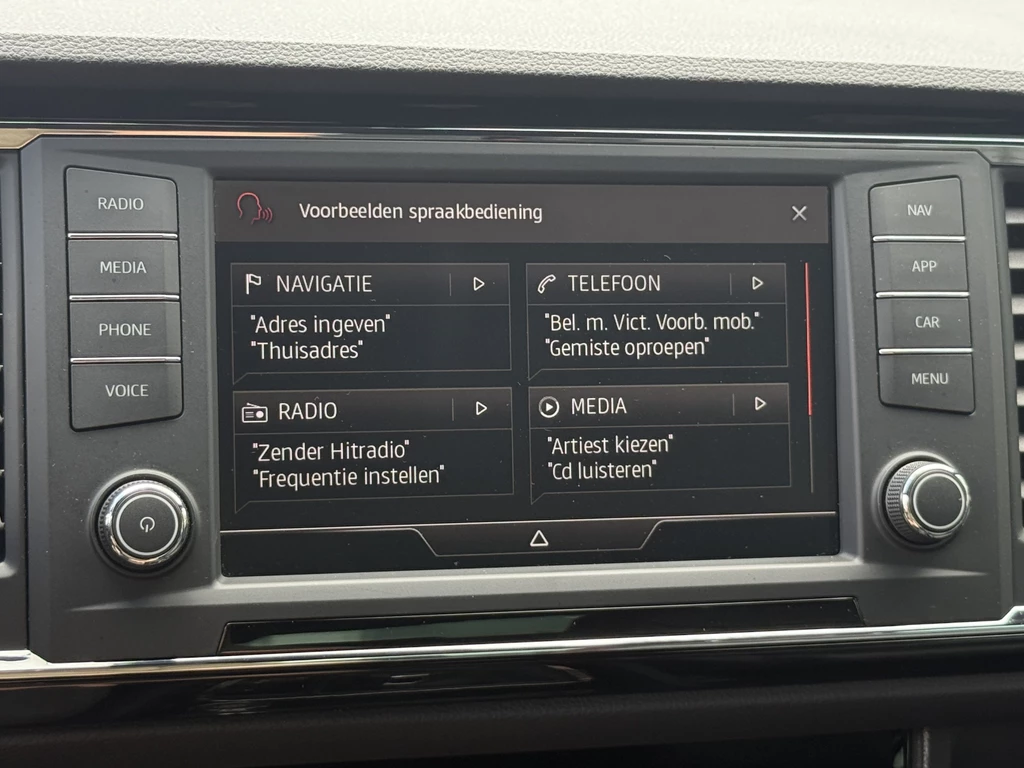 Voorbeelden spraakbediening
RADIO
MEDIA
PHONE
VOICE
NAVIGATIE
"Adres ingeven"
"Thuisadres"
TELEFOON
"Bel. m. Vict. Voorb. mob."
"Gemiste oproepen"
RADIO
"Zender Hitradio"
"Frequentie instellen"
MEDIA
"Artiest kiezen"
"Cd luisteren"
NAV
APP
CAR
MENU